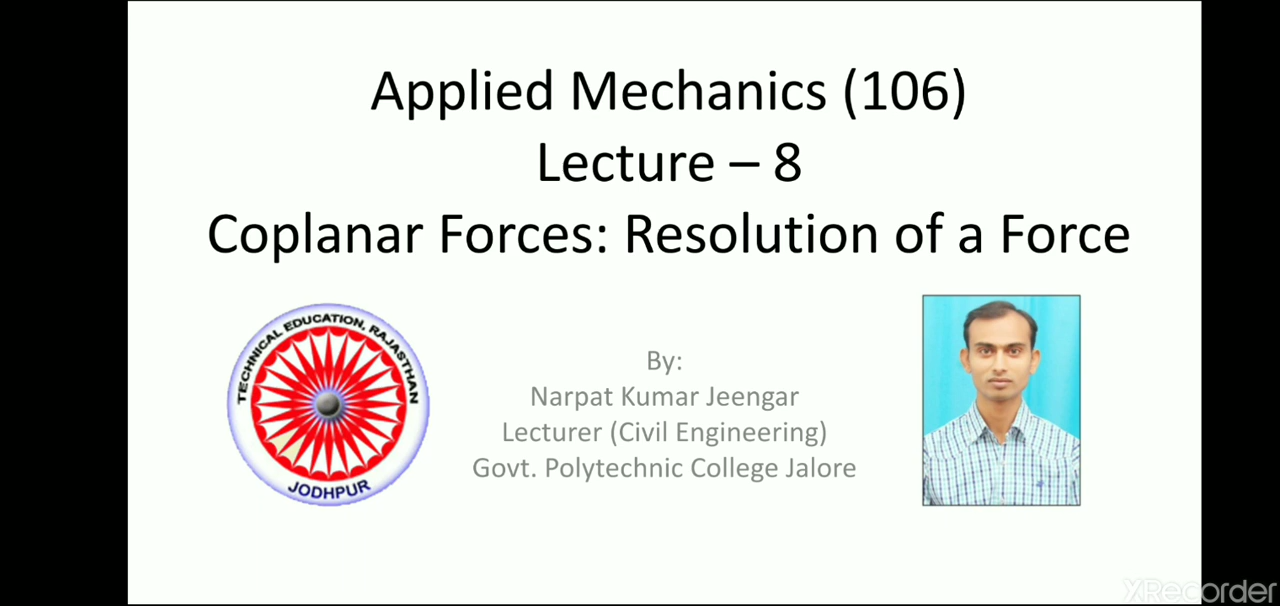 Applied Mechanics (106)
Lecture – 8
Coplanar Forces: Resolution of a Force
TECHNICAL EDUCATION, RAJASTHAN
JODHPUR
By:
Narpat Kumar Jeengar
Lecturer (Civil Engineering)
Govt. Polytechnic College Jalore
XRecorder